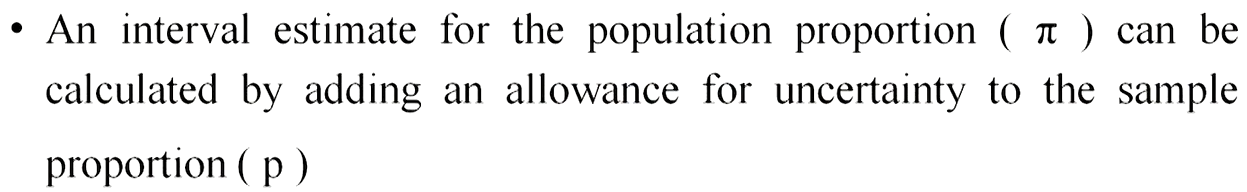 • An interval estimate for the population proportion ( π ) can be
calculated by adding an allowance for uncertainty to the sample
proportion ( p )